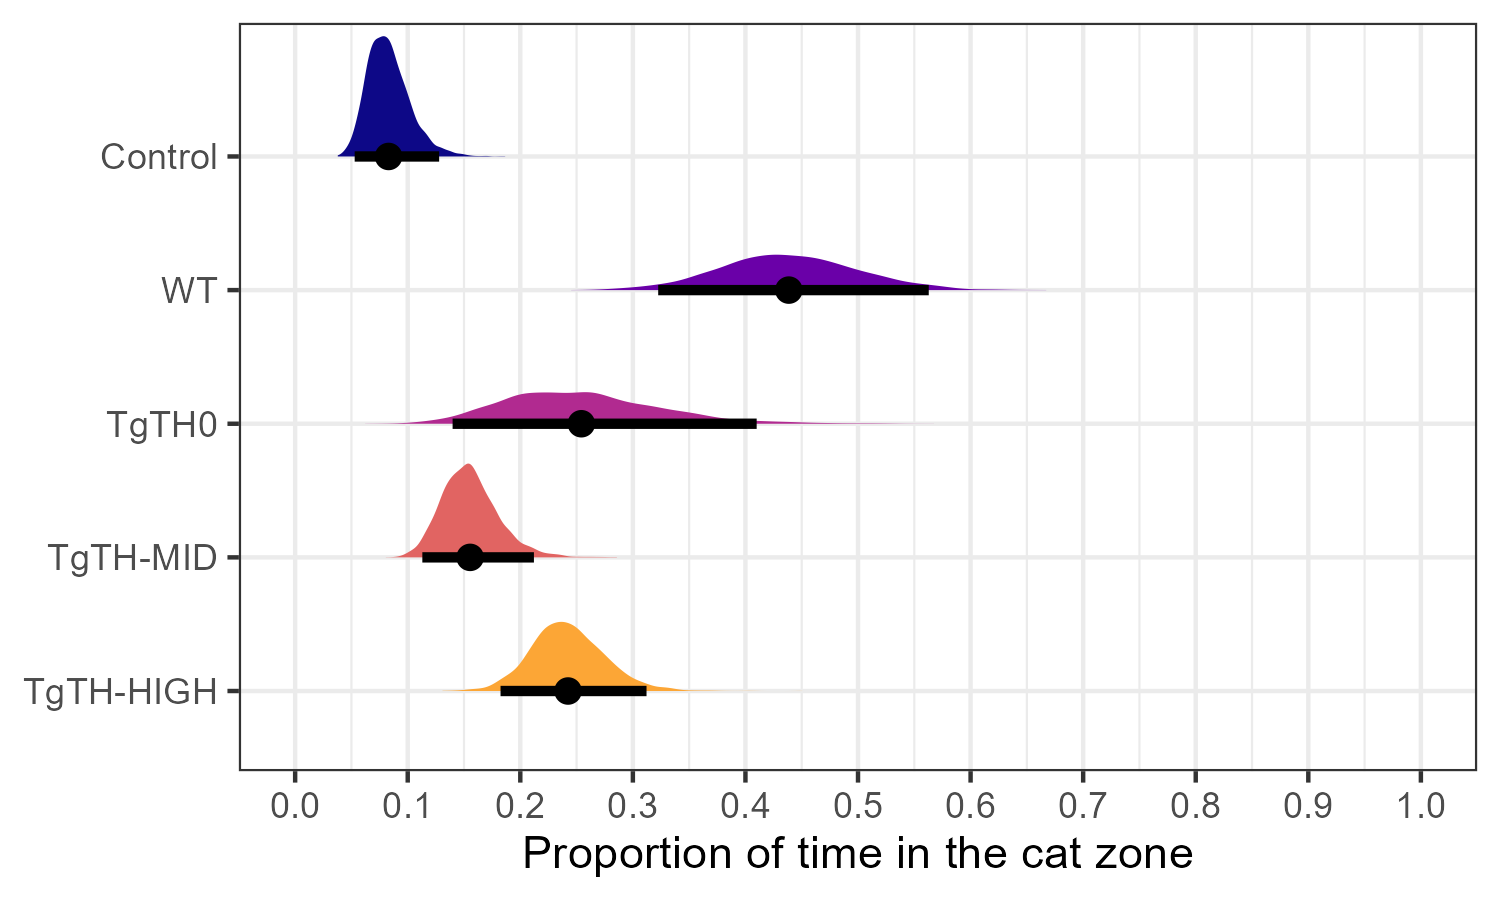 Control
WT
TgTH0
TgTH-MID
TgTH-HIGH
0.0 0.1 0.2 0.3 0.4 0.5 0.6 0.7 0.8 0.9 1.0
Proportion of time in the cat zone